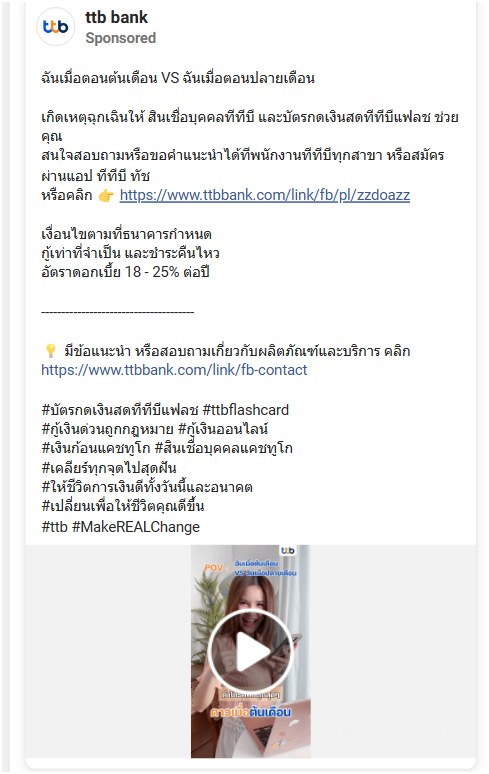 ttb bank
Sponsored
ฉันเมื่อตอนต้นเดือน VS ฉันเมื่อตอนปลายเดือน
เกิดเหตุฉุกเฉินให้ สินเชื่อบุคคลทีทีบี และบัตรกดเงินสดทีทีบีแฟลช ช่วย
คุณ
สนใจสอบถามหรือขอคำแนะนำได้ที่พนักงานทีทีบีทุกสาขา หรือสมัคร
ผ่านแอป ทีทีบี ทัช
หรือคลิก 👉 https://www.ttbbank.com/link/fb/pl/zzdoazz
เงื่อนไขตามที่ธนาคารกำหนด
กู้เท่าที่จำเป็น และชำระคืนไหว
อัตราดอกเบี้ย 18 - 25% ต่อปี
--------------------------------------
💡 มีข้อแนะนำ หรือสอบถามเกี่ยวกับผลิตภัณฑ์และบริการ คลิก
https://www.ttbbank.com/link/fb-contact
#บัตรกดเงินสดทีทีบีแฟลช #ttbflashcard
#กู้เงินด่วนถูกกฎหมาย #กู้เงินออนไลน์
#เงินก้อนแคชทูโก #สินเชื่อบุคคลแคชทูโก
#เคลียร์ทุกจุดไปสุดฝัน
#ให้ชีวิตการเงินดีทั้งวันนี้และอนาคต
#เปลี่ยนเพื่อให้ชีวิตคุณดีขึ้น
#ttb #MakeREALChange
ttb
POV : ฉันเมื่อต้นเดือน
VS ฉันเมื่อปลายเดือน
ต้นเดือน